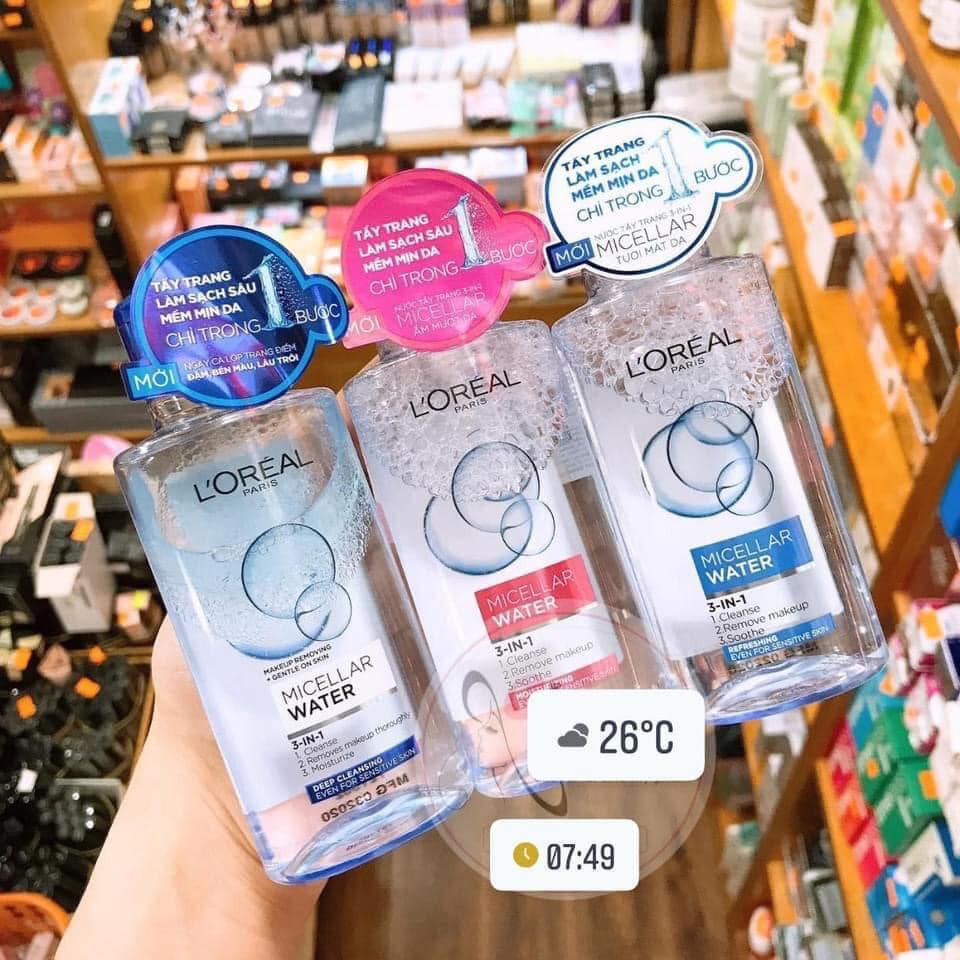 TẨY TRANG
LÀM SẠCH SÂU
MỀM MỊN DA
CHỈ TRONG 1 BƯỚC
MỚI
NGAY CẢ LỚP TRANG ĐIỂM
ĐẬM, BỀN MÀU, LÂU TRÔI
L'ORÉAL
PARIS
MAKEUP REMOVING
+ GENTLE ON SKIN
MICELLAR
WATER
3-IN-1
1. Cleanse
2. Removes makeup thoroughly
3. Moisturize
DEEP CLEANSING
EVEN FOR SENSITIVE SKIN
TẨY TRANG
LÀM SẠCH SÂU
MỀM MỊN DA
CHỈ TRONG 1 BƯỚC
MỚI
NƯỚC TẨY TRANG 3-IN-1
MICELLAR
ẨM MƯỢT DA
L'ORÉAL
PARIS
MICELLAR
WATER
3-IN-1
1. Cleanse
2. Remove makeup
3. Soothe
MOISTURIZING
SENSITIVE SKIN
TẨY TRANG
LÀM SẠCH
MỀM MỊN DA
CHỈ TRONG 1 BƯỚC
MỚI
NƯỚC TẨY TRANG 3-IN-1
MICELLAR
TƯƠI MÁT DA
L'ORÉAL
PARIS
MICELLAR
WATER
3-IN-1
1. Cleanse
2. Remove makeup
3. Soothe
REFRESHING
EVEN FOR SENSITIVE SKIN
26°C
07:49